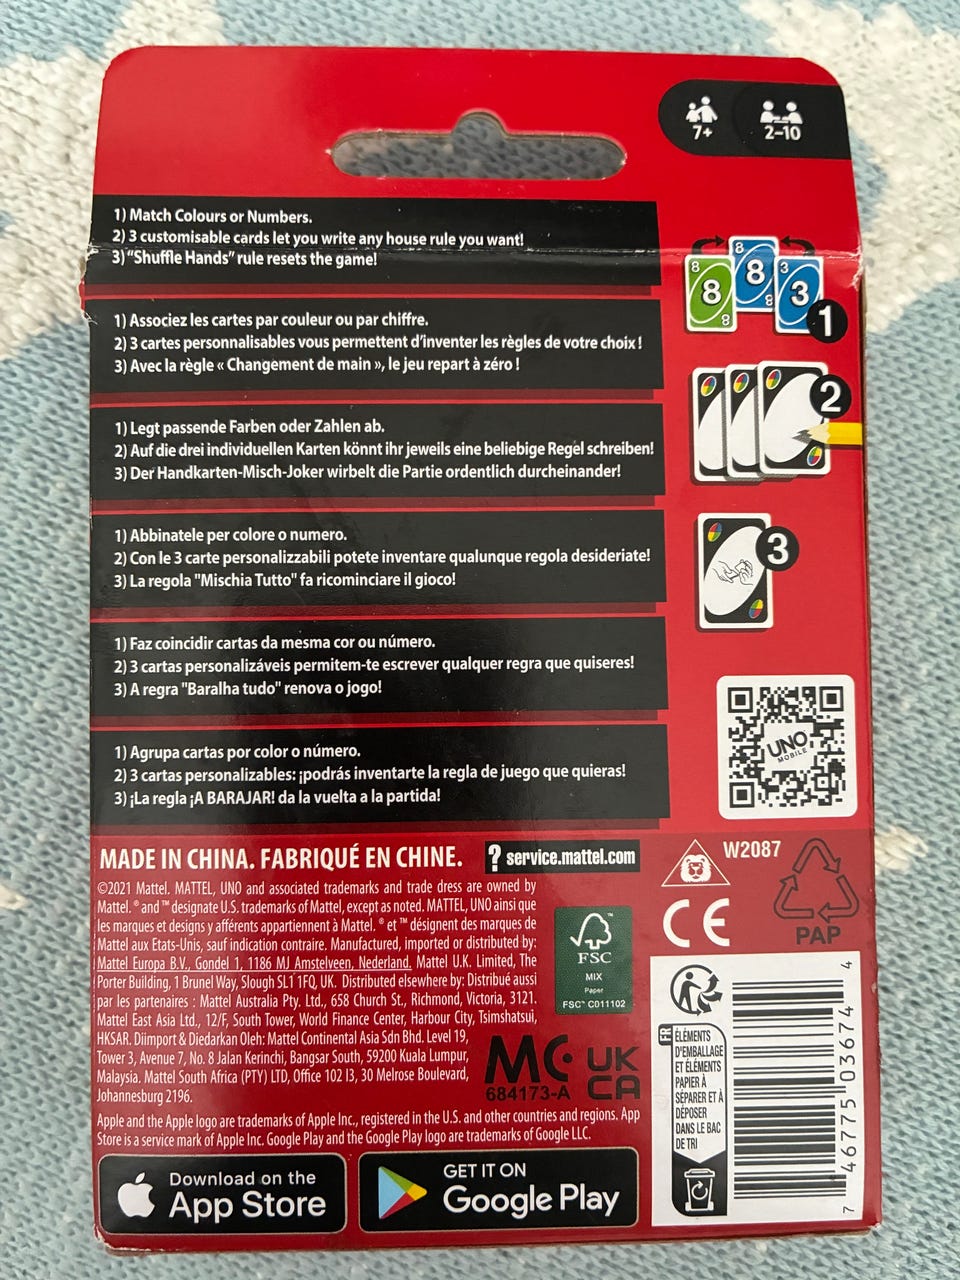 7+
2-10
1) Match Colours or Numbers.
2) 3 customisable cards let you write any house rule you want!
3) "Shuffle Hands" rule resets the game!
1) Associez les cartes par couleur ou par chiffre.
2) 3 cartes personnalisables vous permettent d'inventer les règles de votre choix !
3) Avec la règle « Changement de main », le jeu repart à zéro !
1) Legt passende Farben oder Zahlen ab.
2) Auf die drei individuellen Karten könnt ihr jeweils eine beliebige Regel schreiben!
3) Der Handkarten-Misch-Joker wirbelt die Partie ordentlich durcheinander!
1) Abbinatele per colore o numero.
2) Con le 3 carte personalizzabili potete inventare qualunque regola desideriate!
3) La regola "Mischia Tutto" fa ricominciare il gioco!
1) Faz coincidir cartas da mesma cor ou número.
2) 3 cartas personalizáveis permitem-te escrever qualquer regra que quiseres!
3) A regra "Baralha tudo" renova o jogo!
1) Agrupa cartas por color o número.
2) 3 cartas personalizables: ¡podrás inventarte la regla de juego que quieras!
3) ¡La regla ¡A BARAJAR! da la vuelta a la partida!
8 8 8
8 8 8
3 3
1
2
3
UNO
MOBILE
MADE IN CHINA. FABRIQUÉ EN CHINE.
? service.mattel.com
W2087
©2021 Mattel. MATTEL, UNO and associated trademarks and trade dress are owned by
Mattel. ® and ™ designate U.S. trademarks of Mattel, except as noted. MATTEL, UNO ainsi que
les marques et designs y afférents appartiennent à Mattel. ® et ™ désignent des marques de
Mattel aux Etats-Unis, sauf indication contraire. Manufactured, imported or distributed by:
Mattel Europa B.V., Gondel 1, 1186 MJ Amstelveen, Nederland. Mattel U.K. Limited, The
Porter Building, 1 Brunel Way, Slough SL1 1FQ, UK. Distributed elsewhere by: Distribué aussi
par les partenaires : Mattel Australia Pty. Ltd., 658 Church St., Richmond, Victoria, 3121.
Mattel East Asia Ltd., 12/F, South Tower, World Finance Center, Harbour City, Tsimshatsui,
HKSAR. Diimport & Diedarkan Oleh: Mattel Continental Asia Sdn Bhd. Level 19,
Tower 3, Avenue 7, No. 8 Jalan Kerinchi, Bangsar South, 59200 Kuala Lumpur,
Malaysia. Mattel South Africa (PTY) LTD, Office 102 I3, 30 Melrose Boulevard,
Johannesburg 2196.
FSC
MIX
Paper
FSC™ C011102
MC
684173-A
UK
CA
CE
PAP
FR
ÉLÉMENTS
D'EMBALLAGE
ET ÉLÉMENTS
PAPIER À
SÉPARER ET À
DÉPOSER
DANS LE BAC
DE TRI
7 46775 03674 4
Apple and the Apple logo are trademarks of Apple Inc., registered in the U.S. and other countries and regions. App
Store is a service mark of Apple Inc. Google Play and the Google Play logo are trademarks of Google LLC.
Download on the
App Store
GET IT ON
Google Play